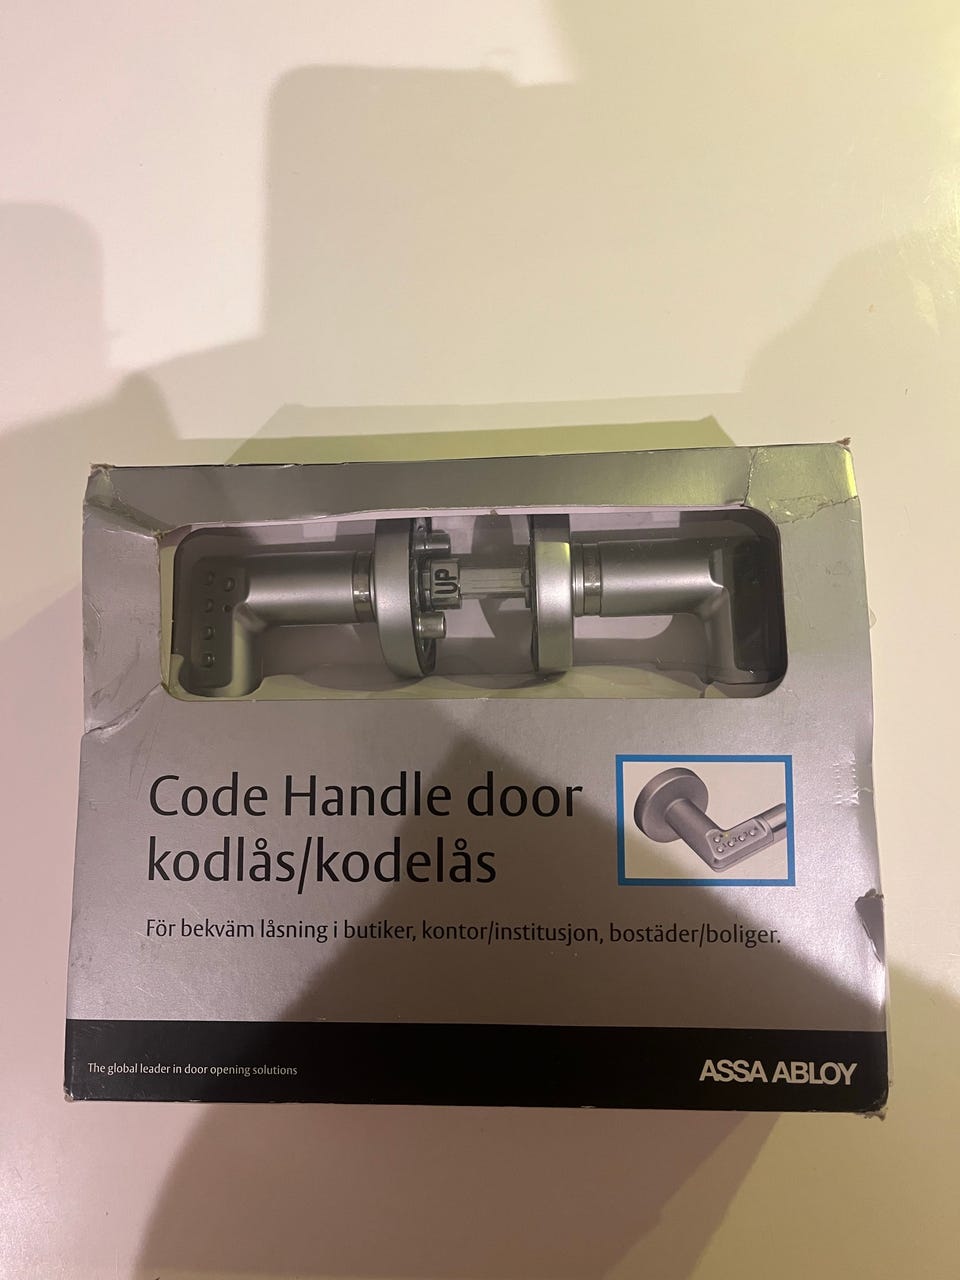 UP
Code Handle door
kodlås/kodelås
För bekväm låsning i butiker, kontor/institusjon, bostäder/boliger.
The global leader in door opening solutions
ASSA ABLOY